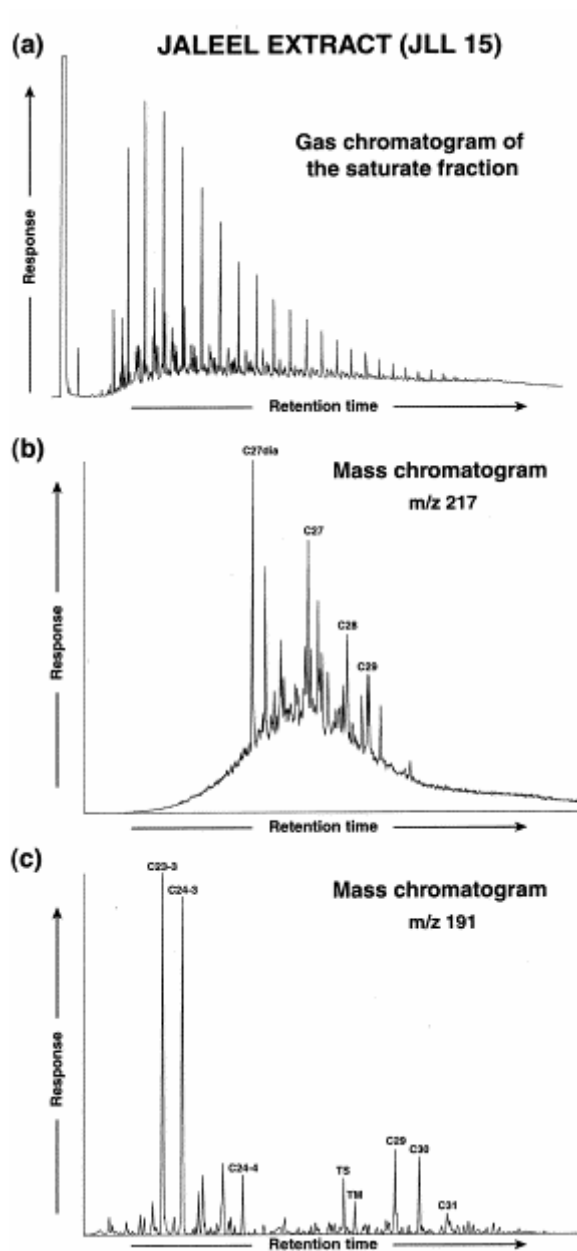 (a)
JALEEL EXTRACT (JLL 15)
Gas chromatogram of
the saturate fraction
Response
Retention time
(b)
C27dia
Mass chromatogram
m/z 217
C27
C28
C29
Response
Retention time
(c)
C23-3
C24-3
Mass chromatogram
m/z 191
C24-4
TS
TM
C29
C30
C31
Response
Retention time